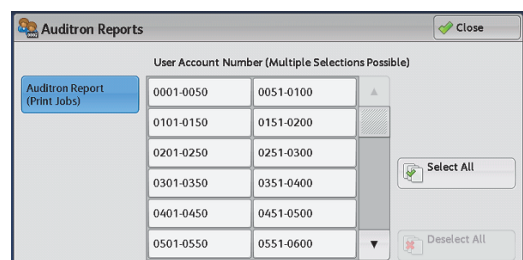 Auditron Reports
Close
User Account Number (Multiple Selections Possible)
Auditron Report
(Print Jobs)
0001-0050
0051-0100
0101-0150
0151-0200
0201-0250
0251-0300
0301-0350
0351-0400
0401-0450
0451-0500
0501-0550
0551-0600
Select All
Deselect All